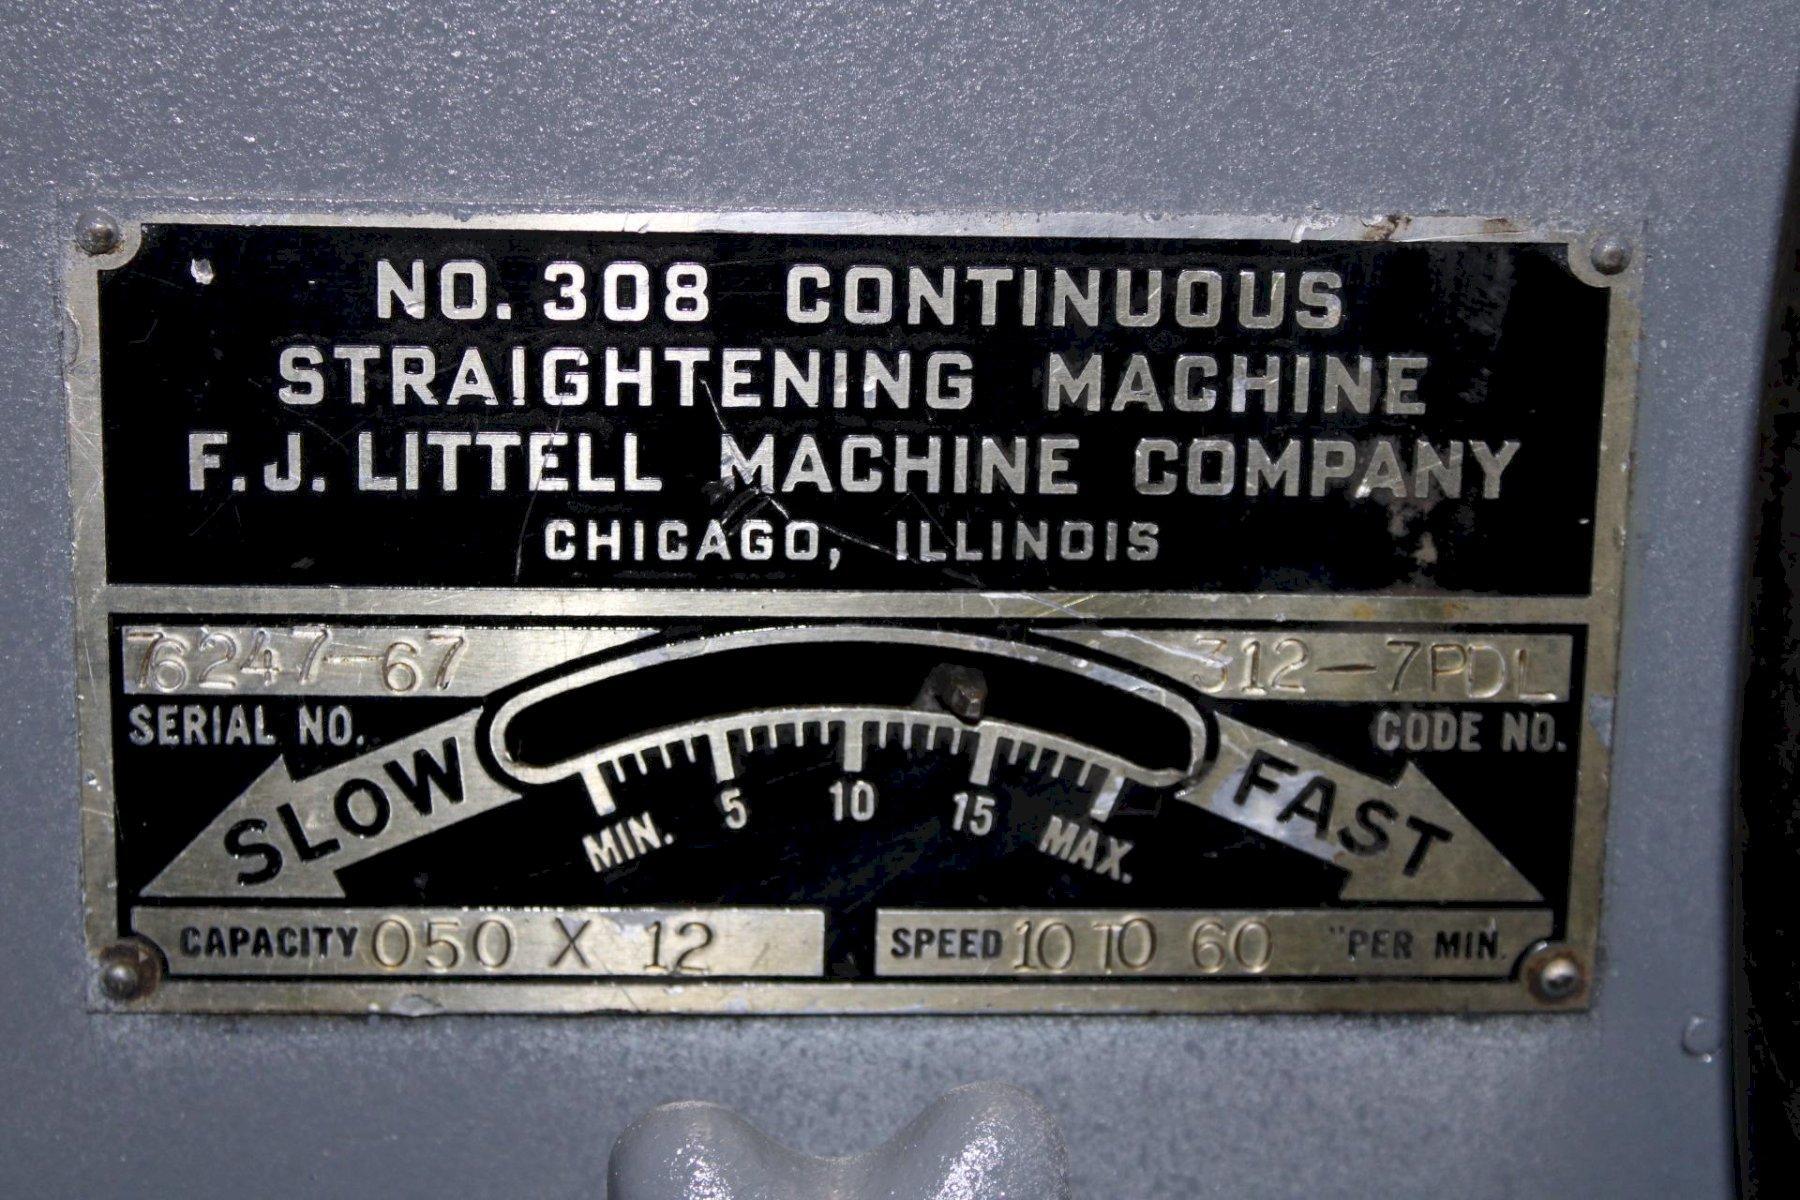 NO. 308 CONTINUOUS
STRAIGHTENING MACHINE
F. J. LITTELL MACHINE COMPANY
CHICAGO, ILLINOIS
76247-67
312-7PDL
SERIAL NO.
CODE NO.
SLOW
FAST
MIN. 5 10 15 MAX.
CAPACITY 050 X 12
SPEED 10 TO 60 "PER MIN.